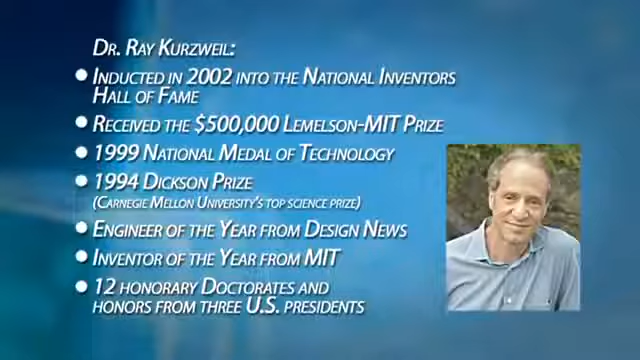 Dr. Ray Kurzweil:
Inducted in 2002 into the National Inventors
Hall of Fame
Received the $500,000 Lemelson-MIT Prize
1999 National Medal of Technology
1994 Dickson Prize
(Carnegie Mellon University's top science prize)
Engineer of the Year from Design News
Inventor of the Year from MIT
12 honorary Doctorates and
honors from three U.S. presidents